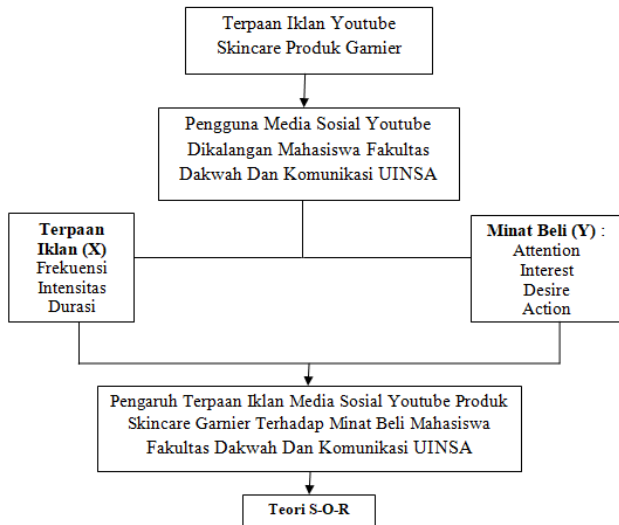 Terpaan Iklan Youtube
Skincare Produk Garnier
Pengguna Media Sosial Youtube
Dikalangan Mahasiswa Fakultas
Dakwah Dan Komunikasi UINSA
Terpaan
Iklan (X)
Frekuensi
Intensitas
Durasi
Minat Beli (Y) :
Attention
Interest
Desire
Action
Pengaruh Terpaan Iklan Media Sosial Youtube Produk
Skincare Garnier Terhadap Minat Beli Mahasiswa
Fakultas Dakwah Dan Komunikasi UINSA
Teori S-O-R